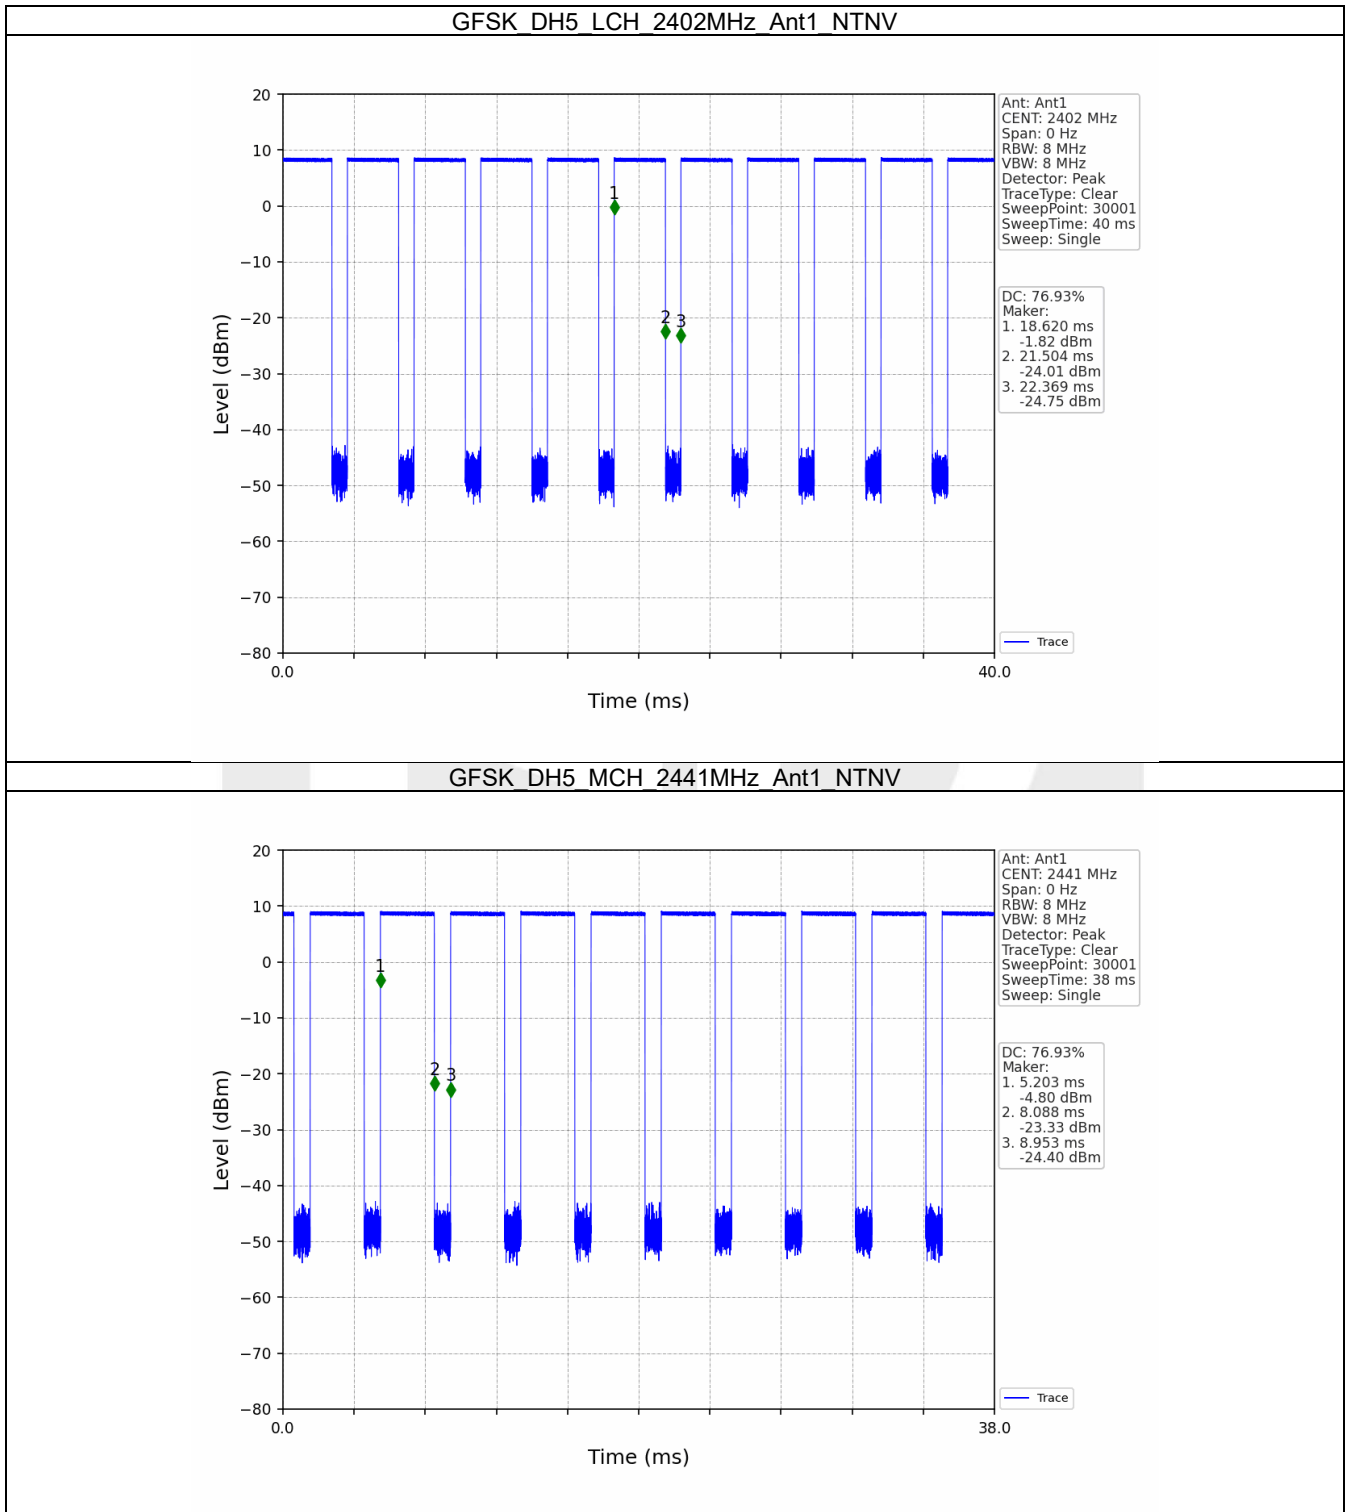 GFSK_DH5_LCH_2402MHz_Ant1_NTNV
20
10
0
−10
−20
−30
−40
−50
−60
−70
−80
Level (dBm)
1
2
3
0.0
40.0
Time (ms)
Ant: Ant1
CENT: 2402 MHz
Span: 0 Hz
RBW: 8 MHz
VBW: 8 MHz
Detector: Peak
TraceType: Clear
SweepPoint: 30001
SweepTime: 40 ms
Sweep: Single
DC: 76.93%
Maker:
1. 18.620 ms
-1.82 dBm
2. 21.504 ms
-24.01 dBm
3. 22.369 ms
-24.75 dBm
Trace
GFSK_DH5_MCH_2441MHz_Ant1_NTNV
20
10
0
−10
−20
−30
−40
−50
−60
−70
−80
Level (dBm)
1
2
3
0.0
38.0
Time (ms)
Ant: Ant1
CENT: 2441 MHz
Span: 0 Hz
RBW: 8 MHz
VBW: 8 MHz
Detector: Peak
TraceType: Clear
SweepPoint: 30001
SweepTime: 38 ms
Sweep: Single
DC: 76.93%
Maker:
1. 5.203 ms
-4.80 dBm
2. 8.088 ms
-23.33 dBm
3. 8.953 ms
-24.40 dBm
Trace